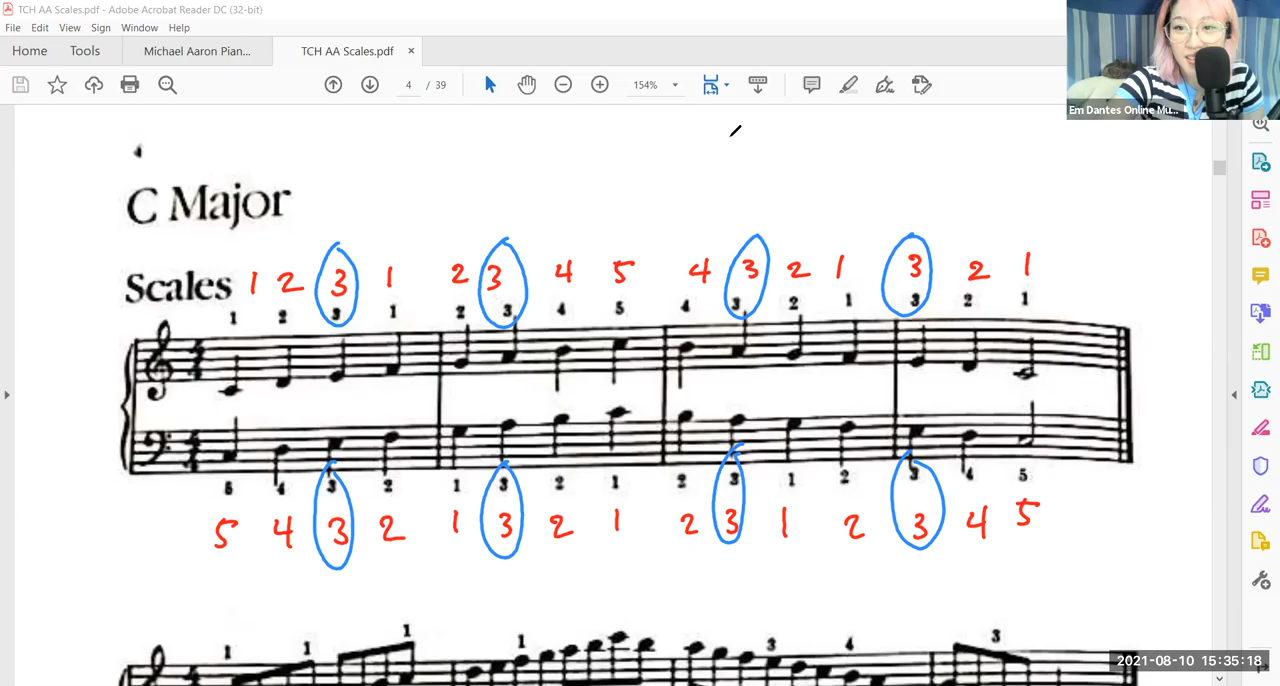 TCH AA Scales.pdf - Adobe Acrobat Reader DC (32-bit)
File Edit View Sign Window Help
Home Tools Michael Aaron Pian... TCH AA Scales.pdf ×
4 / 39 154%
Em Dantes Online Mu...
4
C Major
Scales 1 2 3 1 2 3 4 5 4 3 2 1 3 2 1
1 2 3 1 2 3 4 5 4 3 2 1 3 2 1
4 4
4 4
5 4 3 2 1 3 2 1 2 3 1 2 3 4 5
5 4 3 2 1 3 2 1 2 3 1 2 3 4 5
1 1 1 1 3 4 3
2021-08-10 15:35:18